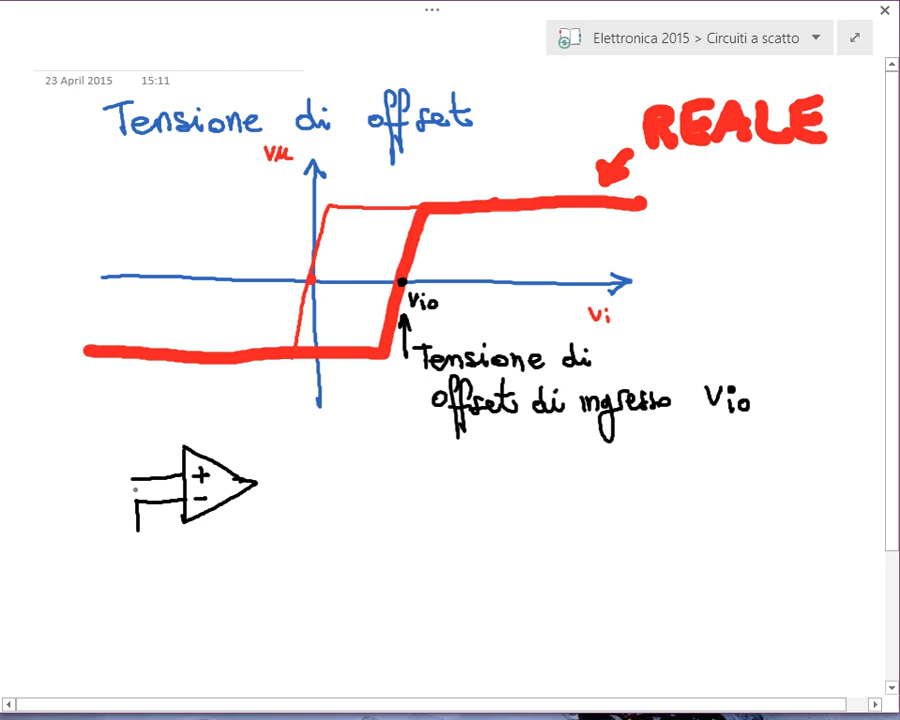 Elettronica 2015 > Circuiti a scatto
23 April 2015 15:11
Tensione di offset
REALE
Vu
Vio
Vi
Tensione di
offset di ingresso Vio
+
-